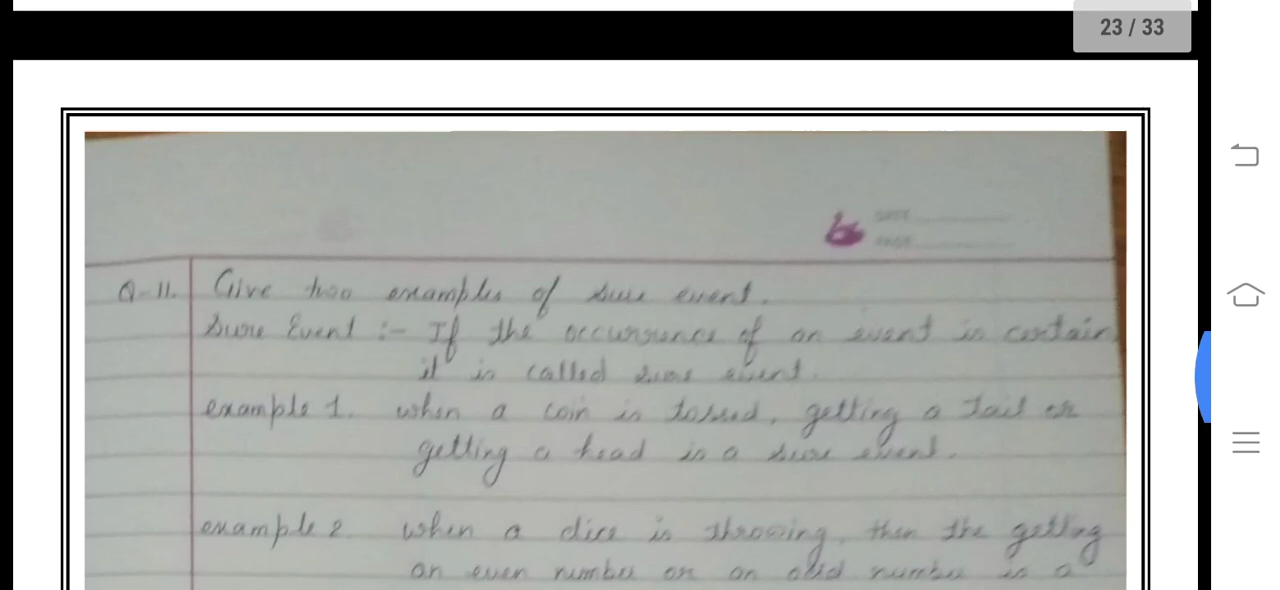 23 / 33
DATE
PAGE
Q-11. Give two examples of sure event.
Sure Event :- If the occurrence of an event is certain,
it is called sure event.
example 1. when a coin is tossed, getting a tail or
getting a head is a sure event.
example 2. when a dice is throwing, then the getting
an even number or an odd number is a